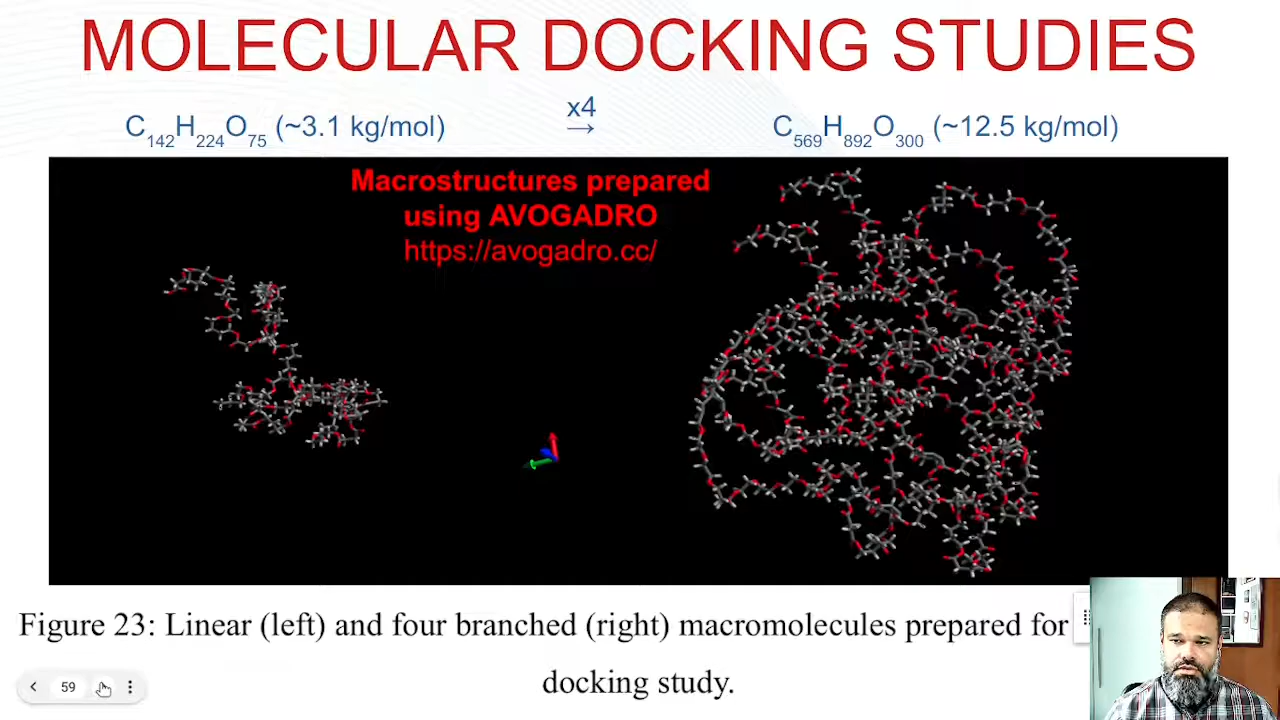 MOLECULAR DOCKING STUDIES
C₁₄₂H₂₂₄O₇₅ (~3.1 kg/mol)
x4
→
C₅₆₉H₈₉₂O₃₀₀ (~12.5 kg/mol)
Macrostructures prepared
using AVOGADRO
https://avogadro.cc/
Figure 23: Linear (left) and four branched (right) macromolecules prepared for
docking study.
59